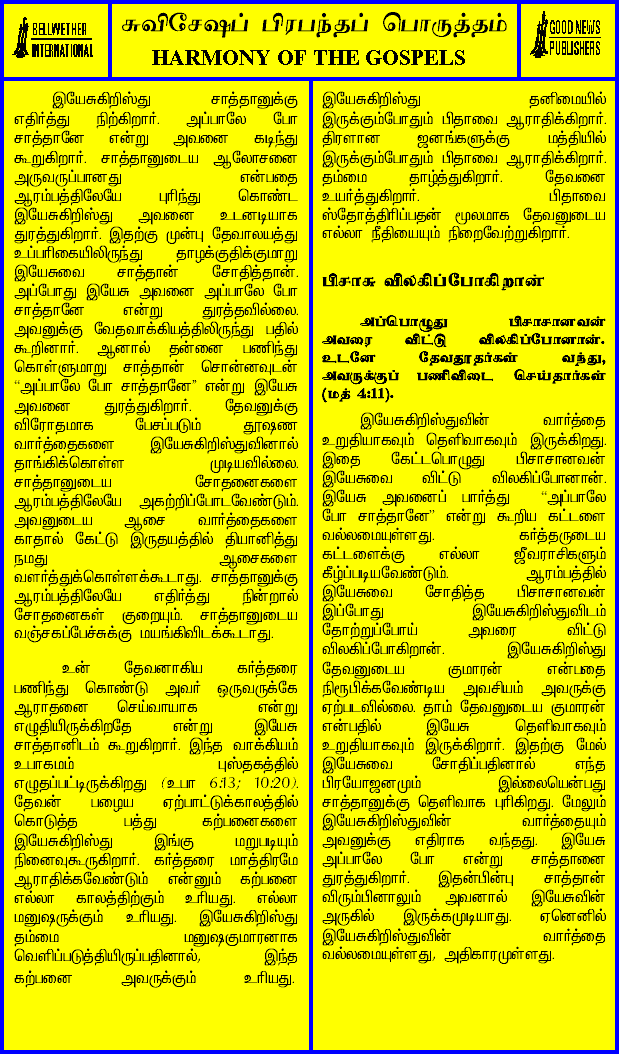 BELLWETHER
INTERNATIONAL
சுவிசேஷப் பிரபந்தப் பொருத்தம்
HARMONY OF THE GOSPELS
GOOD NEWS
PUBLISHERS
இயேசுகிறிஸ்து சாத்தானுக்கு
எதிர்த்து நிற்கிறார். அப்பாலே போ
சாத்தானே என்று அவனை கடிந்து
கூறுகிறார். சாத்தானுடைய ஆலோசனை
அருவருப்பானது என்பதை
ஆரம்பத்திலேயே புரிந்து கொண்ட
இயேசுகிறிஸ்து அவனை உடனடியாக
துரத்துகிறார். இதற்கு முன்பு தேவாலயத்து
உப்பரிகையிலிருந்து தாழக்குதிக்குமாறு
இயேசுவை சாத்தான் சோதித்தான்.
அப்போது இயேசு அவனை அப்பாலே போ
சாத்தானே என்று துரத்தவில்லை.
அவனுக்கு வேதவாக்கியத்திலிருந்து பதில்
கூறினார். ஆனால் தன்னை பணிந்து
கொள்ளுமாறு சாத்தான் சொன்னவுடன்
“அப்பாலே போ சாத்தானே” என்று இயேசு
அவனை துரத்துகிறார். தேவனுக்கு
விரோதமாக பேசப்படும் தூஷண
வார்த்தைகளை இயேசுகிறிஸ்துவினால்
தாங்கிக்கொள்ள முடியவில்லை.
சாத்தானுடைய சோதனைகளை
ஆரம்பத்திலேயே அகற்றிப்போடவேண்டும்.
அவனுடைய ஆசை வார்த்தைகளை
காதால் கேட்டு இருதயத்தில் தியானித்து
நமது ஆசைகளை
வளர்த்துக்கொள்ளக்கூடாது. சாத்தானுக்கு
ஆரம்பத்திலேயே எதிர்த்து நின்றால்
சோதனைகள் குறையும். சாத்தானுடைய
வஞ்சகப்பேச்சுக்கு மயங்கிவிடக்கூடாது.
உன் தேவனாகிய கர்த்தரை
பணிந்து கொண்டு அவர் ஒருவருக்கே
ஆராதனை செய்வாயாக என்று
எழுதியிருக்கிறதே என்று இயேசு
சாத்தானிடம் கூறுகிறார். இந்த வாக்கியம்
உபாகமம் புஸ்தகத்தில்
எழுதப்பட்டிருக்கிறது (உபா 6:13; 10:20).
தேவன் பழைய ஏற்பாட்டுக்காலத்தில்
கொடுத்த பத்து கற்பனைகளை
இயேசுகிறிஸ்து இங்கு மறுபடியும்
நினைவுகூருகிறார். கர்த்தரை மாத்திரமே
ஆராதிக்கவேண்டும் என்னும் கற்பனை
எல்லா காலத்திற்கும் உரியது. எல்லா
மனுஷருக்கும் உரியது. இயேசுகிறிஸ்து
தம்மை மனுஷகுமாரனாக
வெளிப்படுத்தியிருப்பதினால், இந்த
கற்பனை அவருக்கும் உரியது.
இயேசுகிறிஸ்து தனிமையில்
இருக்கும்போதும் பிதாவை ஆராதிக்கிறார்.
திரளான ஜனங்களுக்கு மத்தியில்
இருக்கும்போதும் பிதாவை ஆராதிக்கிறார்.
தம்மை தாழ்த்துகிறார். தேவனை
உயர்த்துகிறார். பிதாவை
ஸ்தோத்திரிப்பதன் மூலமாக தேவனுடைய
எல்லா நீதியையும் நிறைவேற்றுகிறார்.
பிசாசு விலகிப்போகிறான்
அப்பொழுது பிசாசானவன்
அவரை விட்டு விலகிப்போனான்.
உடனே தேவதூதர்கள் வந்து,
அவருக்குப் பணிவிடை செய்தார்கள்
(மத் 4:11).
இயேசுகிறிஸ்துவின் வார்த்தை
உறுதியாகவும் தெளிவாகவும் இருக்கிறது.
இதை கேட்டபொழுது பிசாசானவன்
இயேசுவை விட்டு விலகிப்போனான்.
இயேசு அவனைப் பார்த்து “அப்பாலே
போ சாத்தானே” என்று கூறிய கட்டளை
வல்லமையுள்ளது. கர்த்தருடைய
கட்டளைக்கு எல்லா ஜீவராசிகளும்
கீழ்ப்படியவேண்டும். ஆரம்பத்தில்
இயேசுவை சோதித்த பிசாசானவன்
இப்போது இயேசுகிறிஸ்துவிடம்
தோற்றுப்போய் அவரை விட்டு
விலகிப்போகிறான். இயேசுகிறிஸ்து
தேவனுடைய குமாரன் என்பதை
நிரூபிக்கவேண்டிய அவசியம் அவருக்கு
ஏற்படவில்லை. தாம் தேவனுடைய குமாரன்
என்பதில் இயேசு தெளிவாகவும்
உறுதியாகவும் இருக்கிறார். இதற்கு மேல்
இயேசுவை சோதிப்பதினால் எந்த
பிரயோஜனமும் இல்லையென்பது
சாத்தானுக்கு தெளிவாக புரிகிறது. மேலும்
இயேசுகிறிஸ்துவின் வார்த்தையும்
அவனுக்கு எதிராக வந்தது. இயேசு
அப்பாலே போ என்று சாத்தானை
துரத்துகிறார். இதன்பின்பு சாத்தான்
விரும்பினாலும் அவனால் இயேசுவின்
அருகில் இருக்கமுடியாது. ஏனெனில்
இயேசுகிறிஸ்துவின் வார்த்தை
வல்லமையுள்ளது, அதிகாரமுள்ளது.